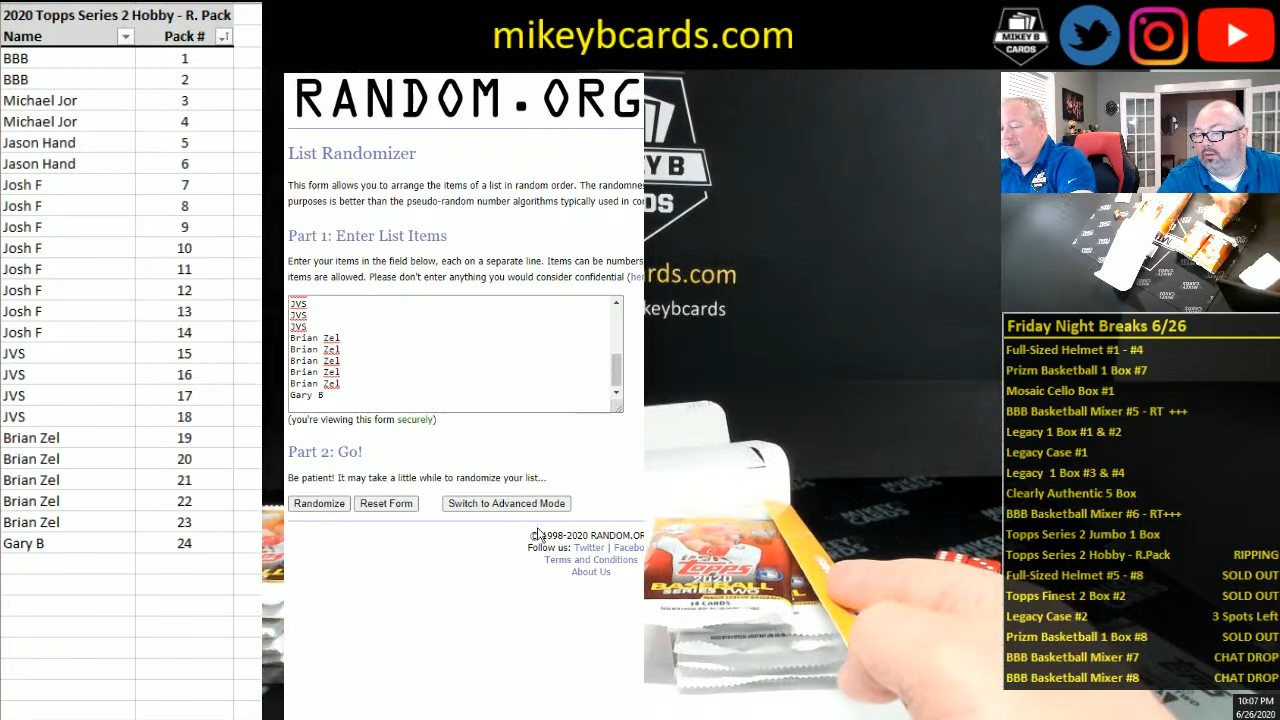 2020 Topps Series 2 Hobby - R. Pack
Name Pack #
BBB 1
BBB 2
Michael Jor 3
Michael Jor 4
Jason Hand 5
Jason Hand 6
Josh F 7
Josh F 8
Josh F 9
Josh F 10
Josh F 11
Josh F 12
Josh F 13
Josh F 14
JVS 15
JVS 16
JVS 17
JVS 18
Brian Zel 19
Brian Zel 20
Brian Zel 21
Brian Zel 22
Brian Zel 23
Gary B 24
mikeybcards.com
MIKEY B
CARDS
RANDOM.ORG
List Randomizer
This form allows you to arrange the items of a list in random order. The randomne
purposes is better than the pseudo-random number algorithms typically used in co
Part 1: Enter List Items
Enter your items in the field below, each on a separate line. Items can be numbers
items are allowed. Please don't enter anything you would consider confidential (he
JVS
JVS
JVS
Brian Zel
Brian Zel
Brian Zel
Brian Zel
Brian Zel
Gary B
(you're viewing this form securely)
Part 2: Go!
Be patient! It may take a little while to randomize your list...
Randomize Reset Form Switch to Advanced Mode
© 1998-2020 RANDOM.OR
Follow us: Twitter | Facebo
Terms and Conditions
About Us
MIKEY B
DS
rds.com
ikeybcards
Topps
2020
BASEBALL
SERIES TWO
14 CARDS
Friday Night Breaks 6/26
Full-Sized Helmet #1 - #4
Prizm Basketball 1 Box #7
Mosaic Cello Box #1
BBB Basketball Mixer #5 - RT +++
Legacy 1 Box #1 & #2
Legacy Case #1
Legacy 1 Box #3 & #4
Clearly Authentic 5 Box
BBB Basketball Mixer #6 - RT+++
Topps Series 2 Jumbo 1 Box
Topps Series 2 Hobby - R.Pack RIPPING
Full-Sized Helmet #5 - #8 SOLD OUT
Topps Finest 2 Box #2 SOLD OUT
Legacy Case #2 3 Spots Left
Prizm Basketball 1 Box #8 SOLD OUT
BBB Basketball Mixer #7 CHAT DROP
BBB Basketball Mixer #8 CHAT DROP
10:07 PM
6/26/2020